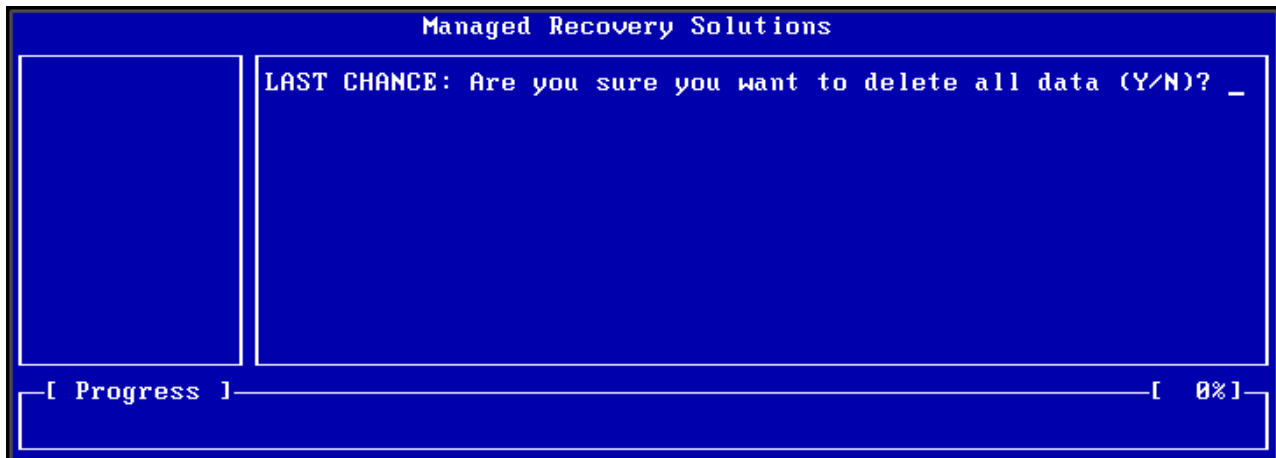 Managed Recovery Solutions
LAST CHANCE: Are you sure you want to delete all data (Y/N)? _
[ Progress ] [ 0%]